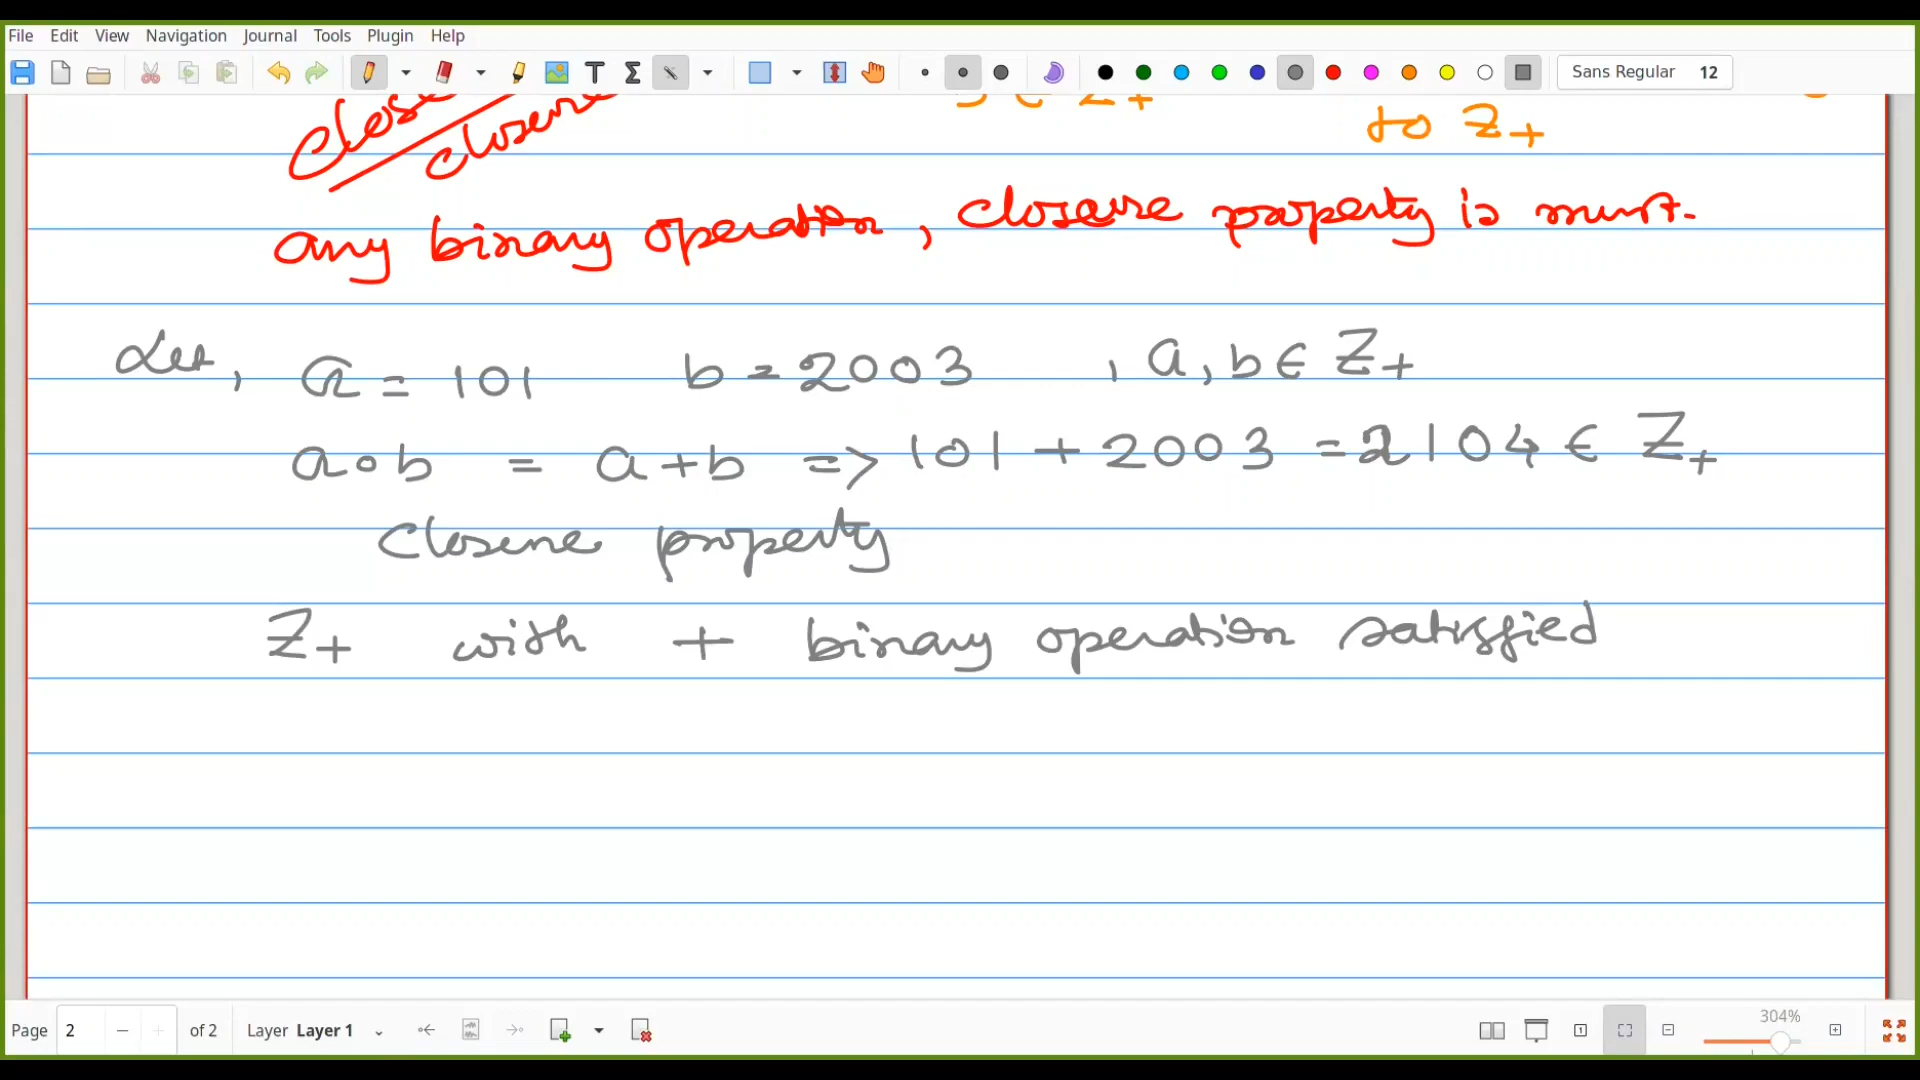 File Edit View Navigation Journal Tools Plugin Help
Sans Regular 12
closure
to Z+
any binary operation, closure property is must.
Let, a = 101 b = 2003 , a, b ∈ Z+
a∘b = a+b => 101 + 2003 = 2104 ∈ Z+
Closure property
Z+ with + binary operation satisfied
Page 2 of 2 Layer Layer 1 304%